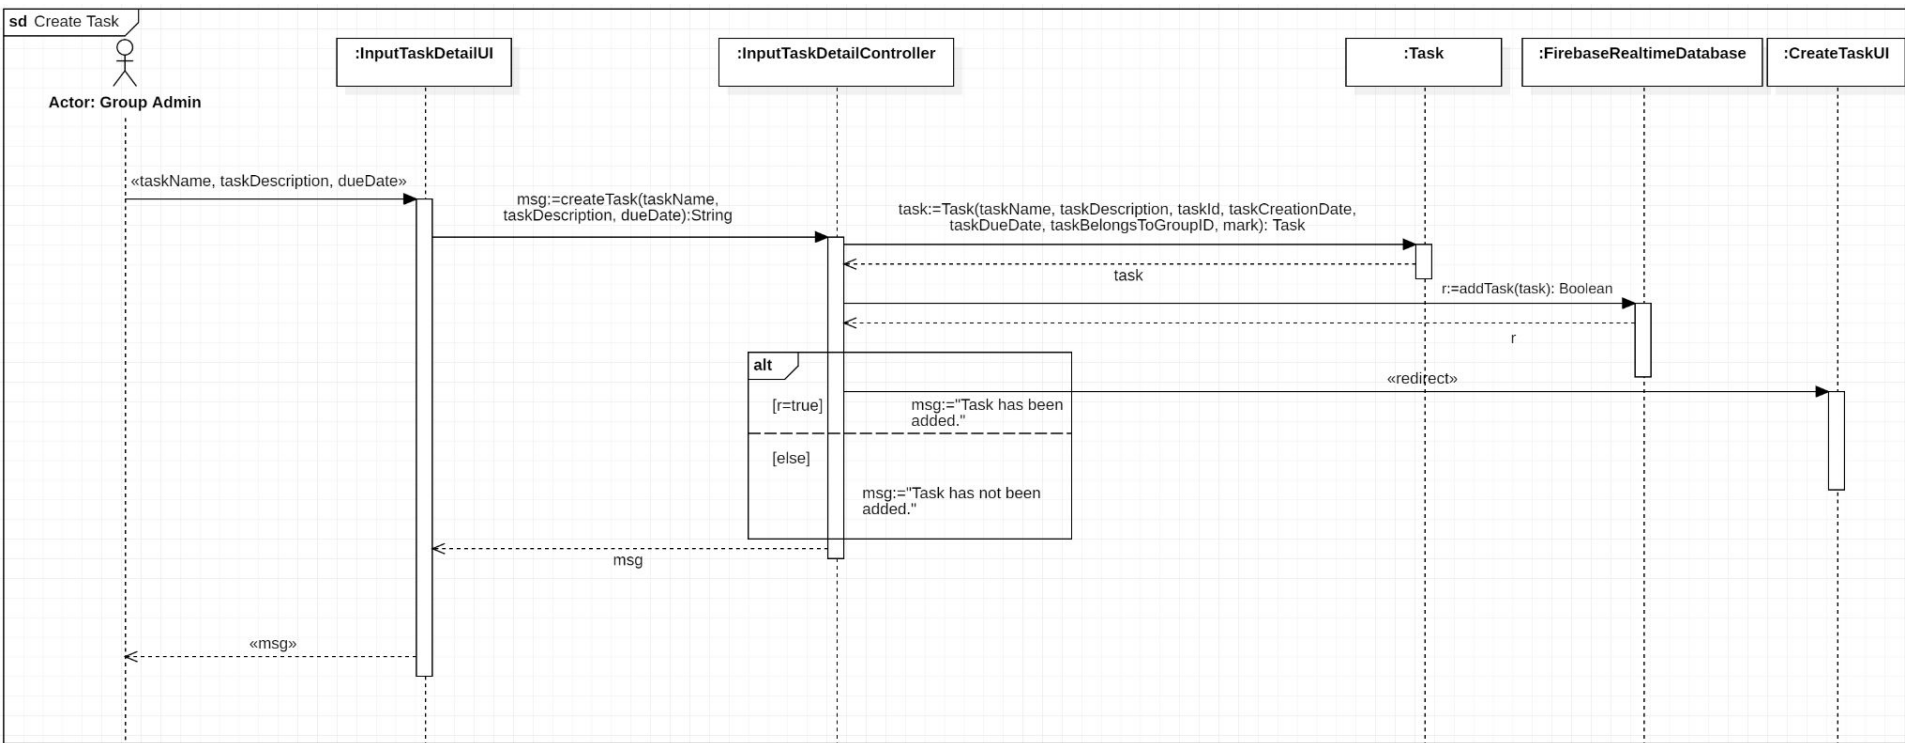 sd Create Task
Actor: Group Admin
:InputTaskDetailUI
:InputTaskDetailController
:Task
:FirebaseRealtimeDatabase
:CreateTaskUI
«taskName, taskDescription, dueDate»
msg:=createTask(taskName,
taskDescription, dueDate):String
task:=Task(taskName, taskDescription, taskId, taskCreationDate,
taskDueDate, taskBelongsToGroupID, mark): Task
task
r:=addTask(task): Boolean
r
alt
«redirect»
[r=true]
msg:="Task has been
added."
[else]
msg:="Task has not been
added."
msg
«msg»